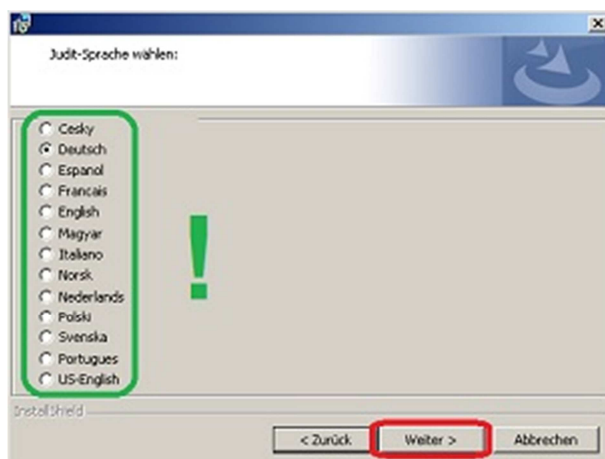 Judit-Sprache wählen:
Cesky
Deutsch
Espanol
Francais
English
Magyar
Italiano
Norsk
Nederlands
Polski
Svenska
Portugues
US-English
!
InstallShield
< Zurück
Weiter >
Abbrechen